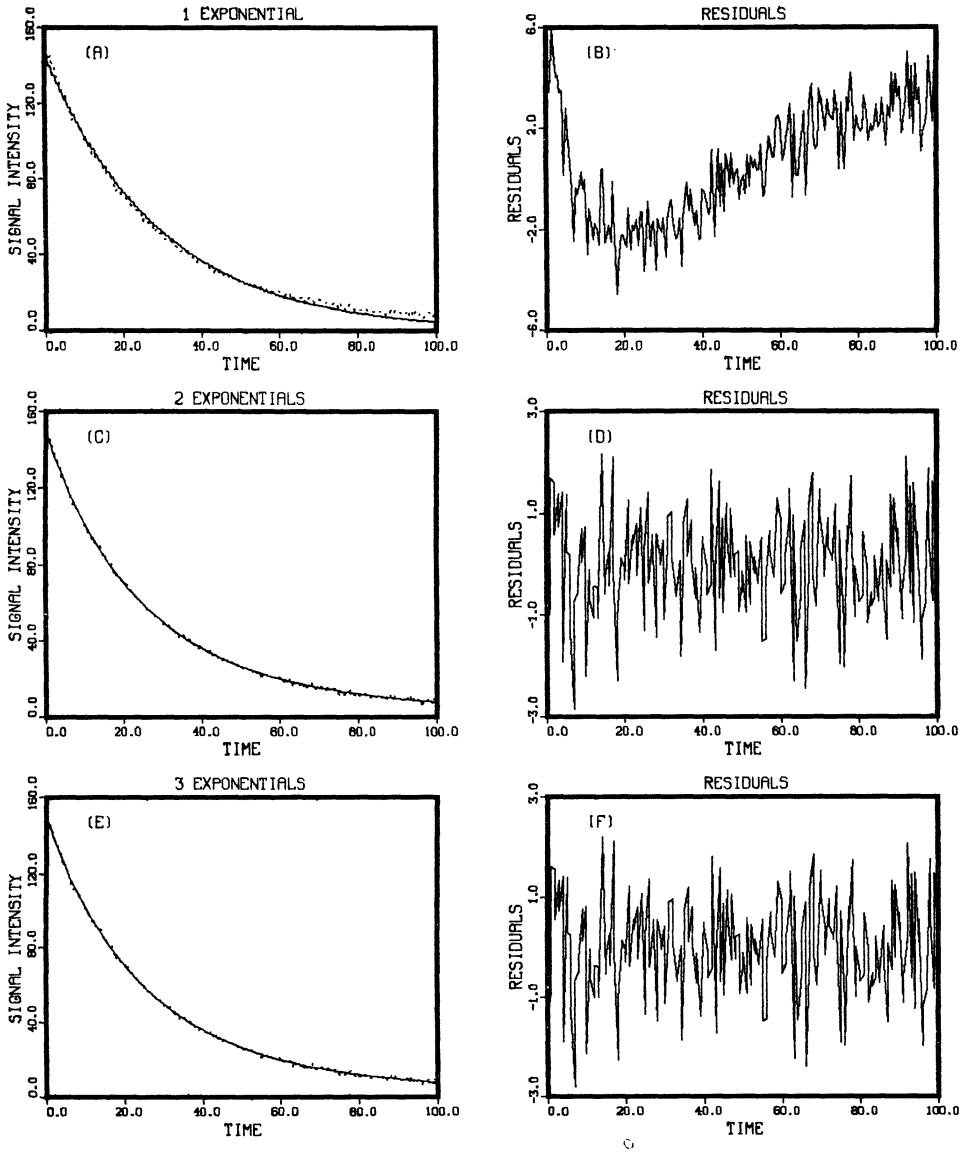 1 EXPONENTIAL
(A)
SIGNAL INTENSITY
160.0
120.0
80.0
40.0
0.0
0.0 20.0 40.0 60.0 80.0 100.0
TIME
RESIDUALS
(B)
RESIDUALS
6.0
2.0
-2.0
-6.0
0.0 20.0 40.0 60.0 80.0 100.0
TIME
2 EXPONENTIALS
(C)
SIGNAL INTENSITY
160.0
120.0
80.0
40.0
0.0
0.0 20.0 40.0 60.0 80.0 100.0
TIME
RESIDUALS
(D)
RESIDUALS
3.0
1.0
-1.0
-3.0
0.0 20.0 40.0 60.0 80.0 100.0
TIME
3 EXPONENTIALS
(E)
SIGNAL INTENSITY
160.0
120.0
80.0
40.0
0.0
0.0 20.0 40.0 60.0 80.0 100.0
TIME
RESIDUALS
(F)
RESIDUALS
3.0
1.0
-1.0
-3.0
0.0 20.0 40.0 60.0 80.0 100.0
TIME